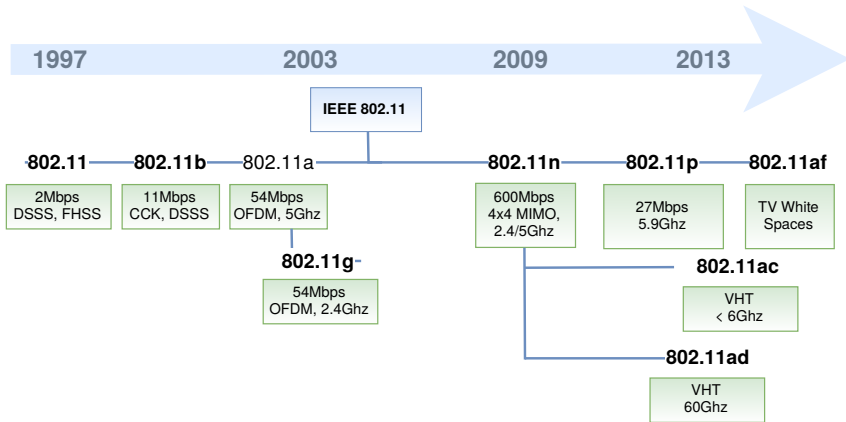 1997 2003 2009 2013
IEEE 802.11
802.11 802.11b 802.11a 802.11n 802.11p 802.11af
2Mbps
DSSS, FHSS
11Mbps
CCK, DSSS
54Mbps
OFDM, 5Ghz
600Mbps
4x4 MIMO,
2.4/5Ghz
27Mbps
5.9Ghz
TV White
Spaces
802.11g
54Mbps
OFDM, 2.4Ghz
802.11ac
VHT
< 6Ghz
802.11ad
VHT
60Ghz